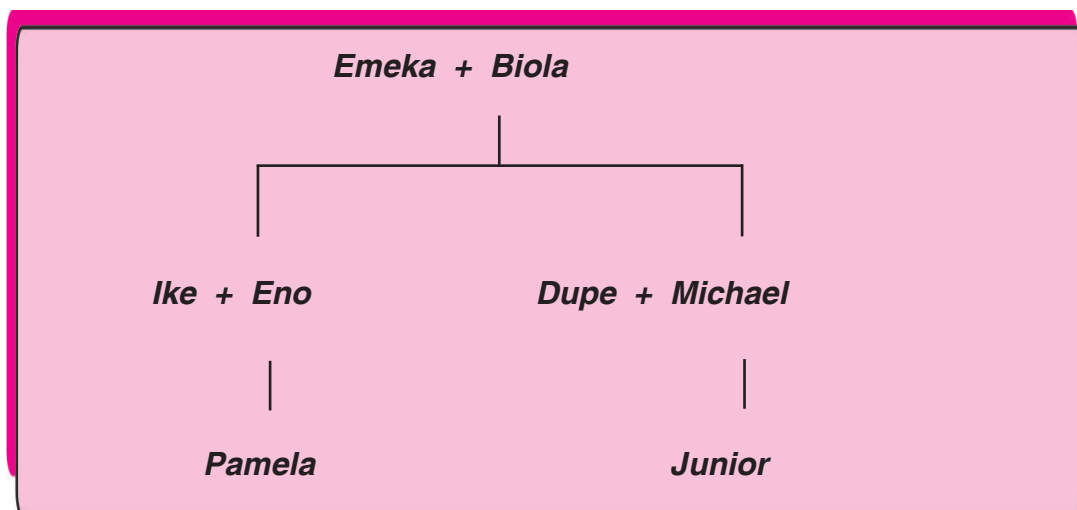 Emeka + Biola
Ike + Eno Dupe + Michael
Pamela Junior